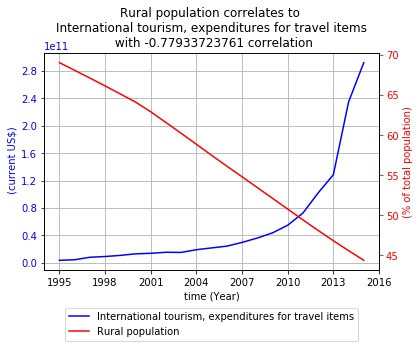 Rural population correlates to
International tourism, expenditures for travel items
with -0.77933723761 correlation
1e11
2.8
2.4
2.0
1.6
1.2
0.8
0.4
0.0
(current US$)
70
65
60
55
50
45
(% of total population)
1995 1998 2001 2004 2007 2010 2013 2016
time (Year)
International tourism, expenditures for travel items
Rural population